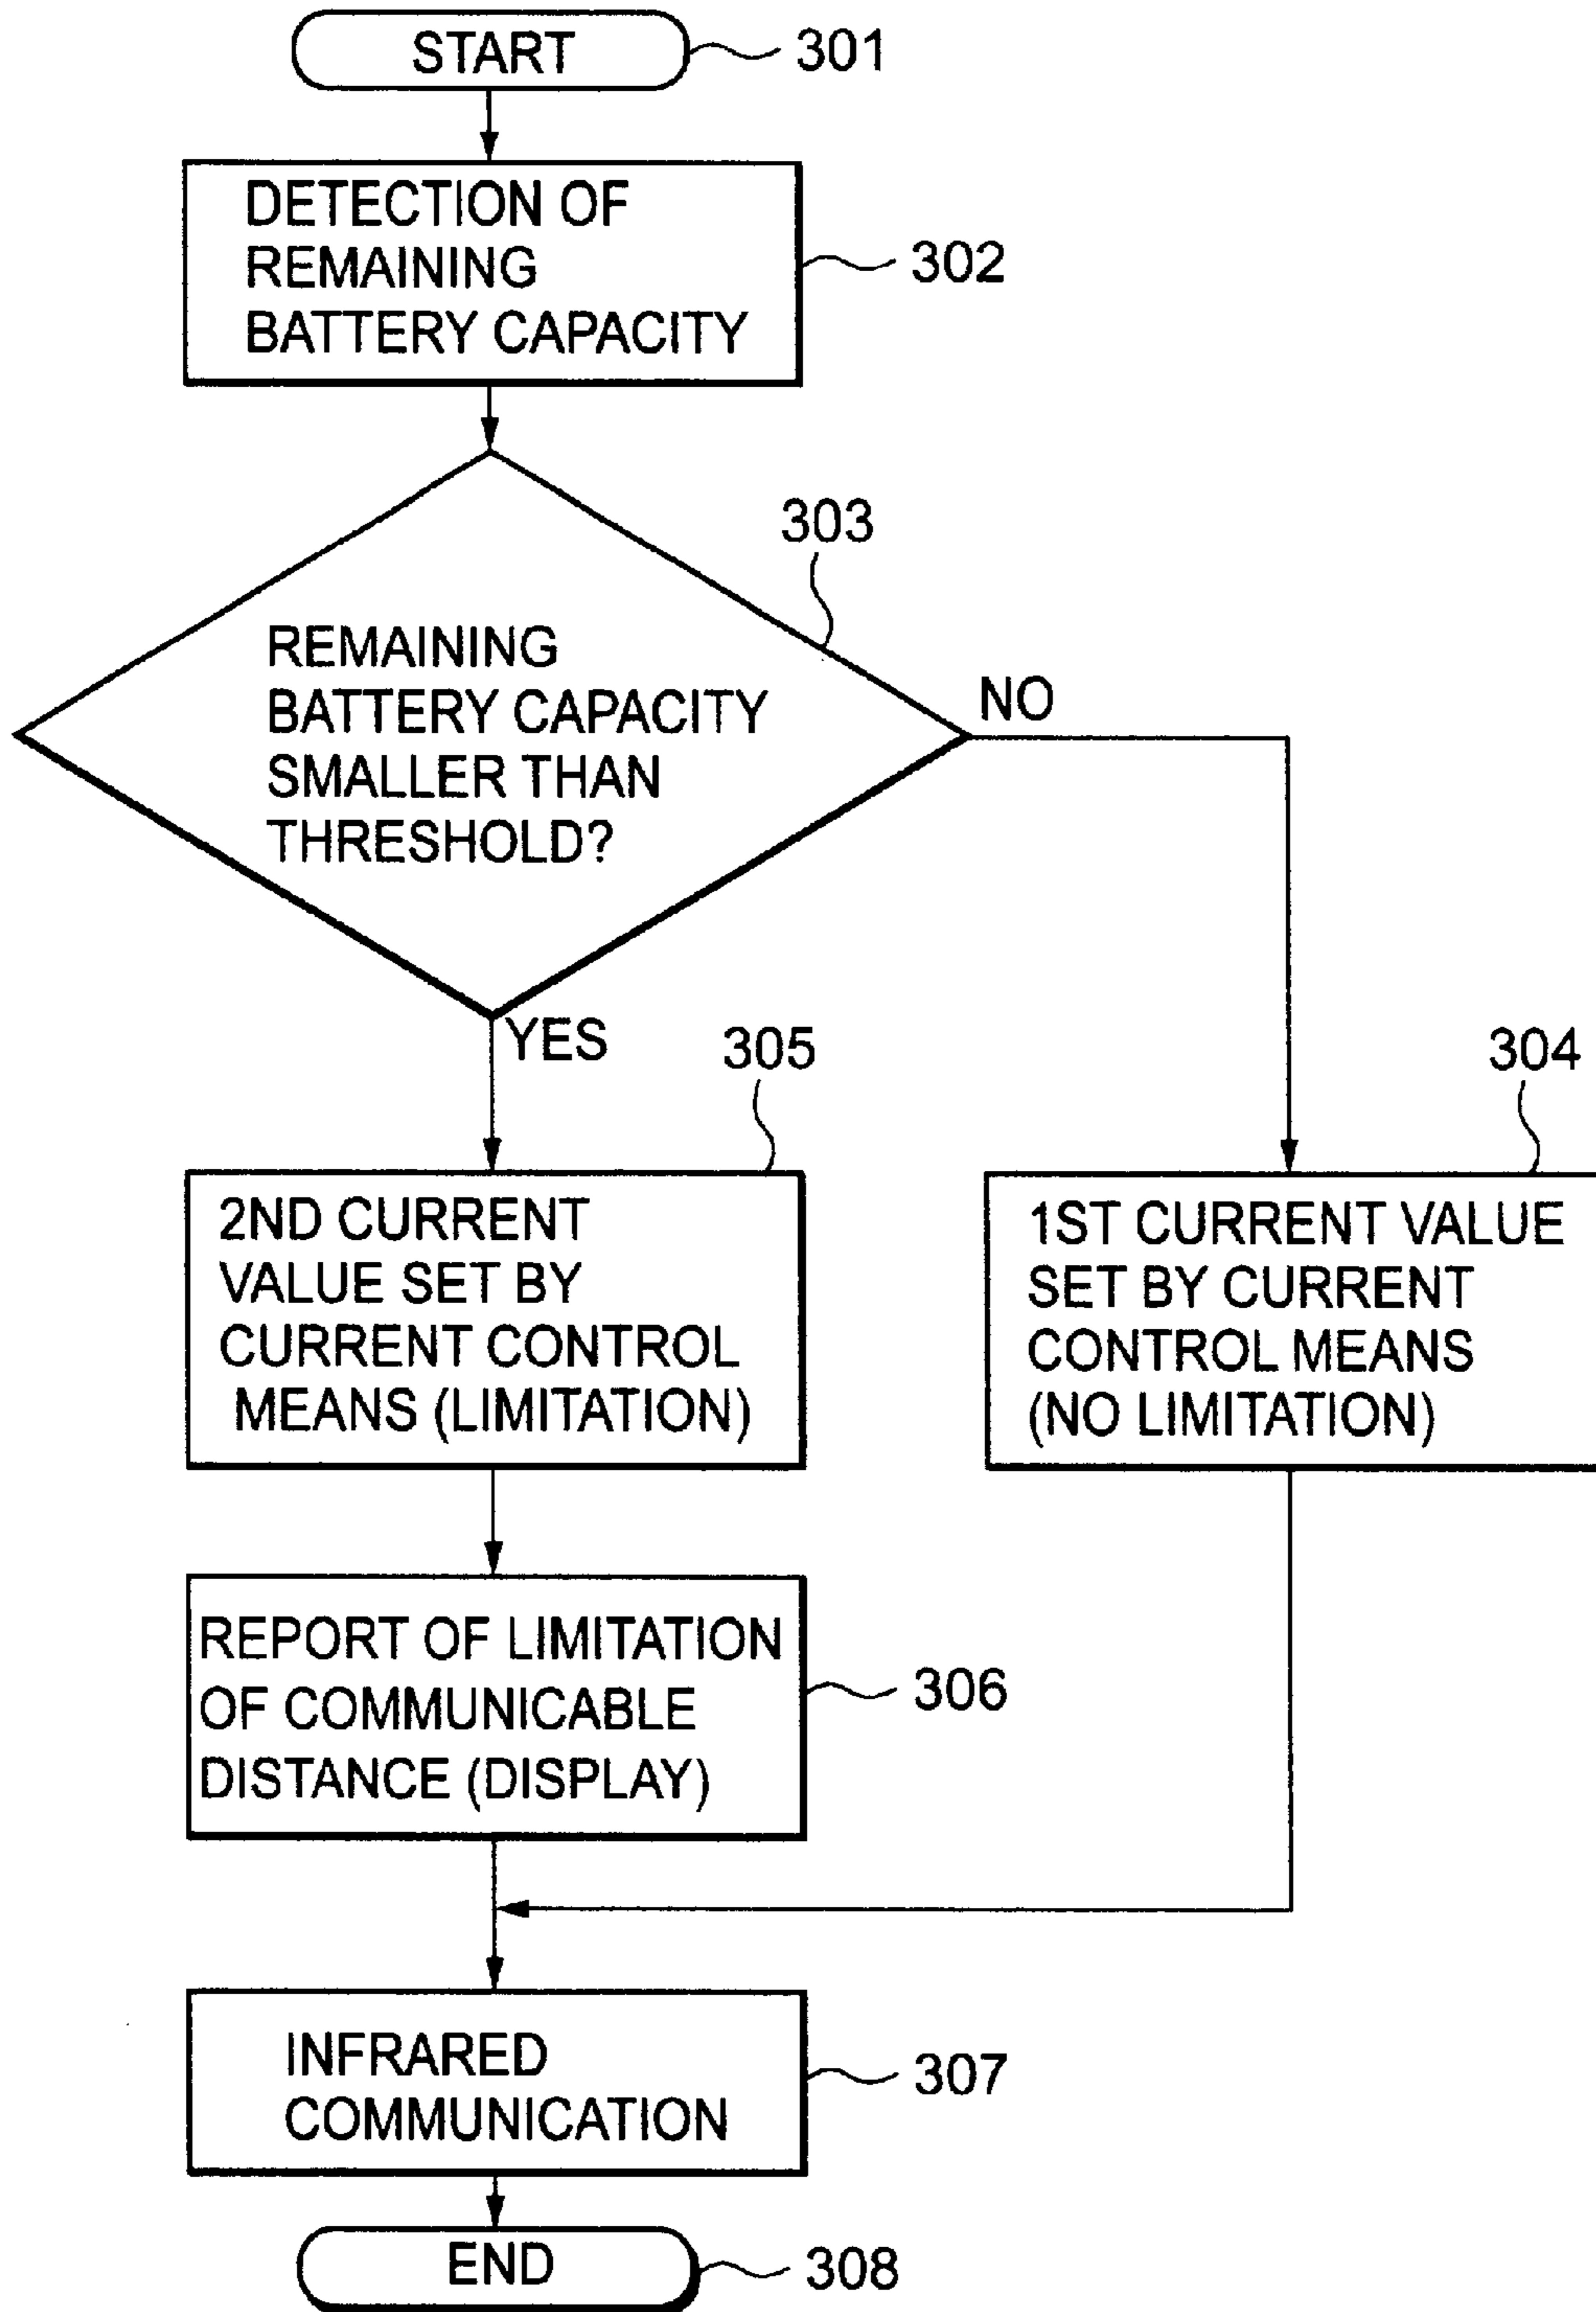 START
301
DETECTION OF
REMAINING
BATTERY CAPACITY
302
303
REMAINING
BATTERY CAPACITY
SMALLER THAN
THRESHOLD?
NO
YES
305
2ND CURRENT
VALUE SET BY
CURRENT CONTROL
MEANS (LIMITATION)
304
1ST CURRENT VALUE
SET BY CURRENT
CONTROL MEANS
(NO LIMITATION)
REPORT OF LIMITATION
OF COMMUNICABLE
DISTANCE (DISPLAY)
306
INFRARED
COMMUNICATION
307
END
308